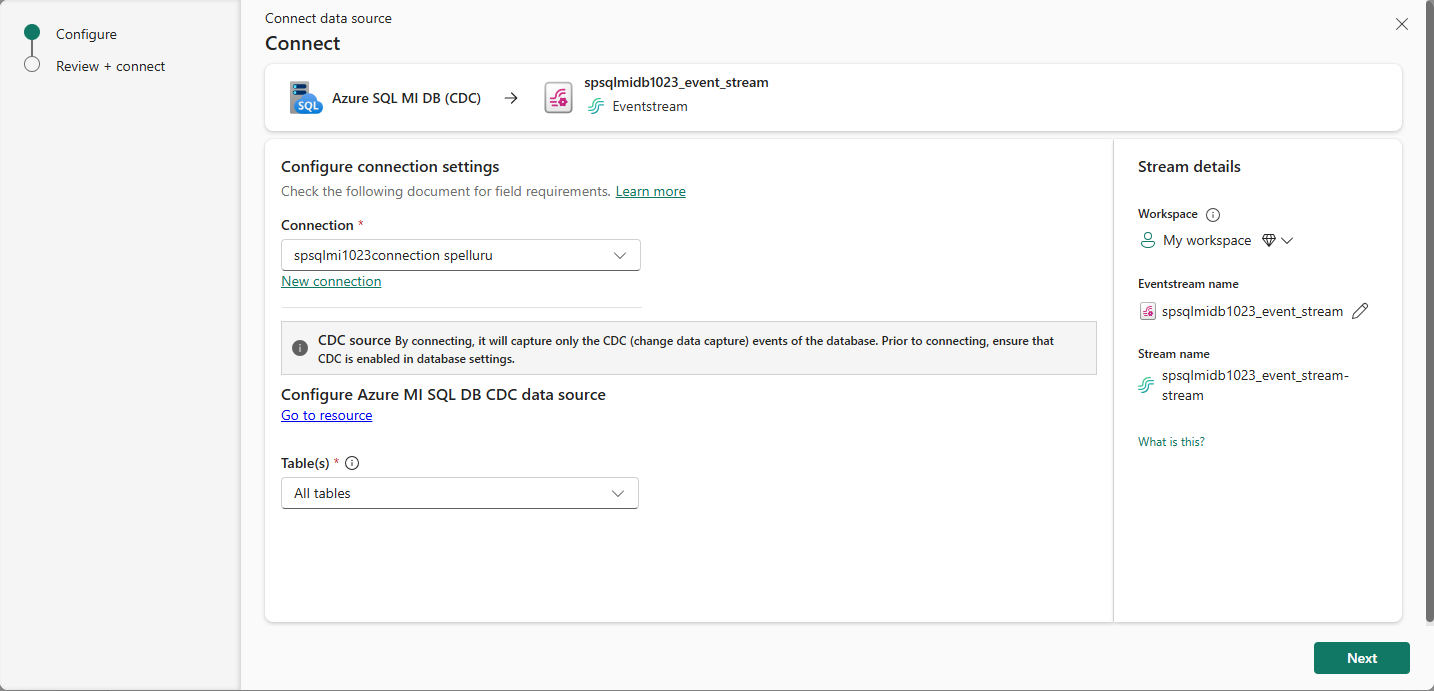 Configure
Review + connect
Connect data source
Connect
SQL
Azure SQL MI DB (CDC)
spsqlmidb1023_event_stream
Eventstream
Configure connection settings
Check the following document for field requirements. Learn more
Connection *
spsqlmi1023connection spelluru
New connection
CDC source By connecting, it will capture only the CDC (change data capture) events of the database. Prior to connecting, ensure that
CDC is enabled in database settings.
Configure Azure MI SQL DB CDC data source
Go to resource
Table(s) *
All tables
Stream details
Workspace
My workspace
Eventstream name
spsqlmidb1023_event_stream
Stream name
spsqlmidb1023_event_stream-
stream
What is this?
Next